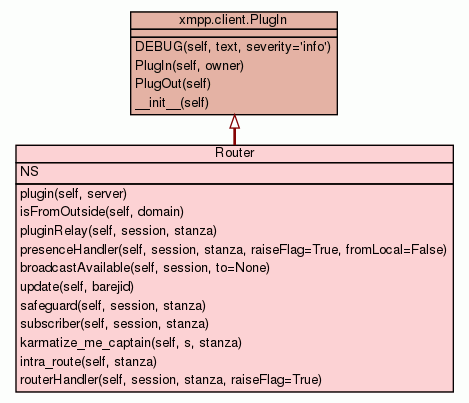 xmpp.client.PlugIn
DEBUG(self, text, severity='info')
PlugIn(self, owner)
PlugOut(self)
__init__(self)
Router
NS
plugin(self, server)
isFromOutside(self, domain)
pluginRelay(self, session, stanza)
presenceHandler(self, session, stanza, raiseFlag=True, fromLocal=False)
broadcastAvailable(self, session, to=None)
update(self, barejid)
safeguard(self, session, stanza)
subscriber(self, session, stanza)
karmatize_me_captain(self, s, stanza)
intra_route(self, stanza)
routerHandler(self, session, stanza, raiseFlag=True)